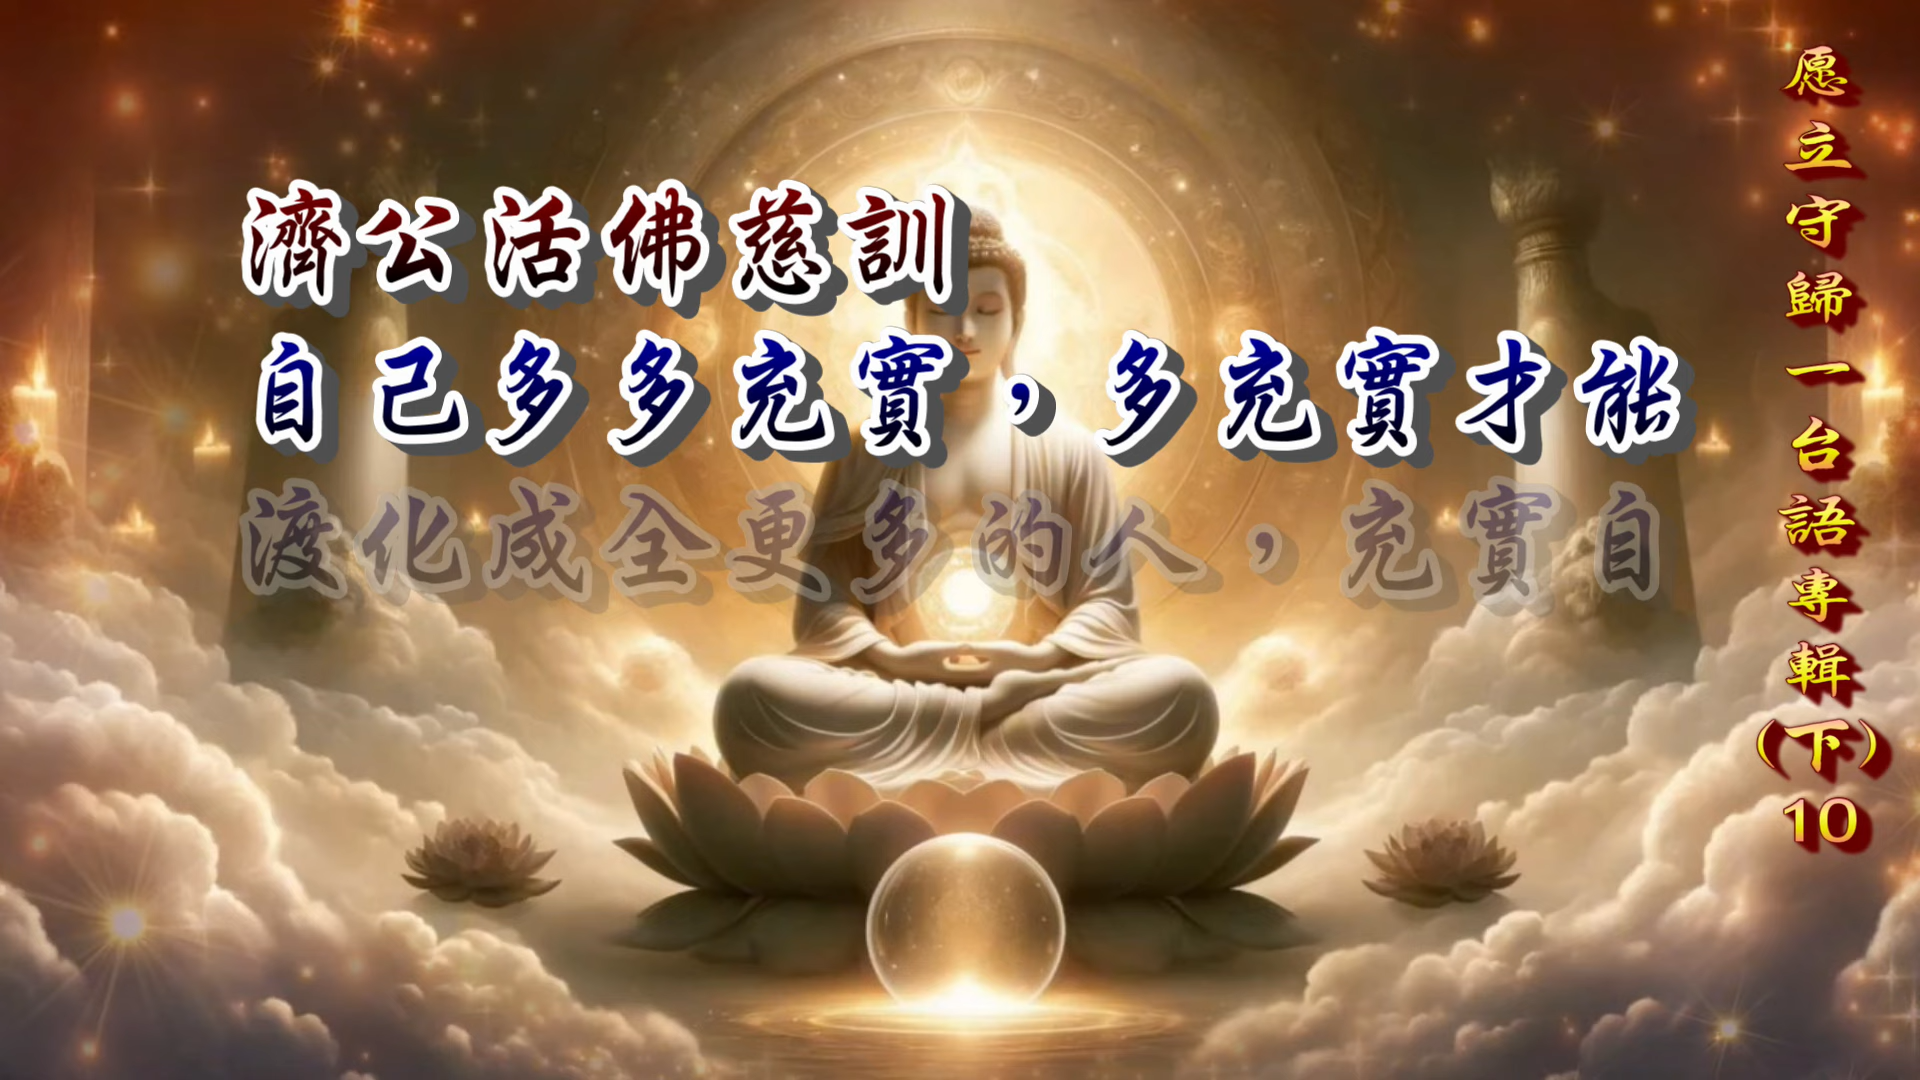 濟公活佛慈訓
自己多多充實，多充實才能
渡化成全更多的人，充實自
愿立守歸一台語專輯(下)10